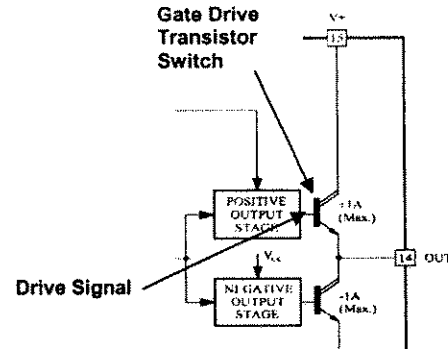 Gate Drive
Transistor
Switch
V+
15
POSITIVE
OUTPUT
STAGE
+1A
(Max.)
14 OUT
Drive Signal
NEGATIVE
OUTPUT
STAGE
-1A
(Max.)